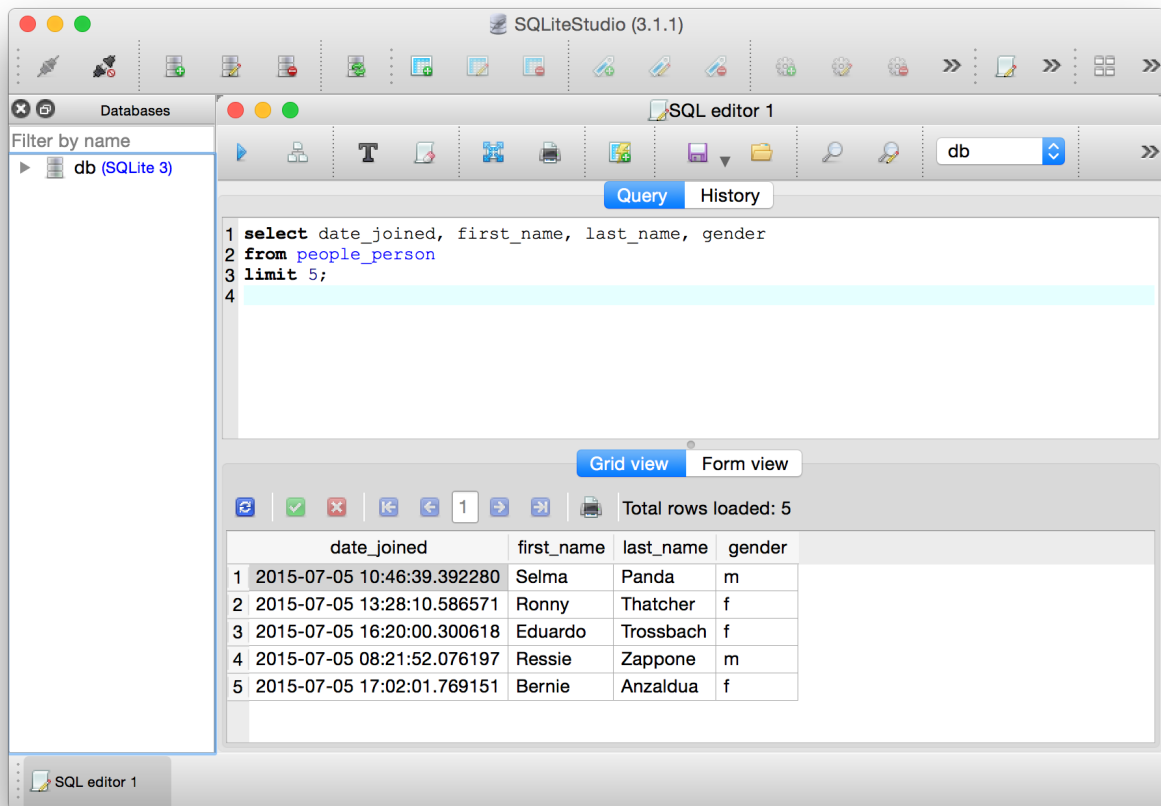 SQLiteStudio (3.1.1)
Databases
Filter by name
db (SQLite 3)
SQL editor 1
T
db
Query History
1 select date_joined, first_name, last_name, gender
2 from people_person
3 limit 5;
4
Grid view Form view
1 Total rows loaded: 5
date_joined first_name last_name gender
1 2015-07-05 10:46:39.392280 Selma Panda m
2 2015-07-05 13:28:10.586571 Ronny Thatcher f
3 2015-07-05 16:20:00.300618 Eduardo Trossbach f
4 2015-07-05 08:21:52.076197 Ressie Zappone m
5 2015-07-05 17:02:01.769151 Bernie Anzaldua f
SQL editor 1